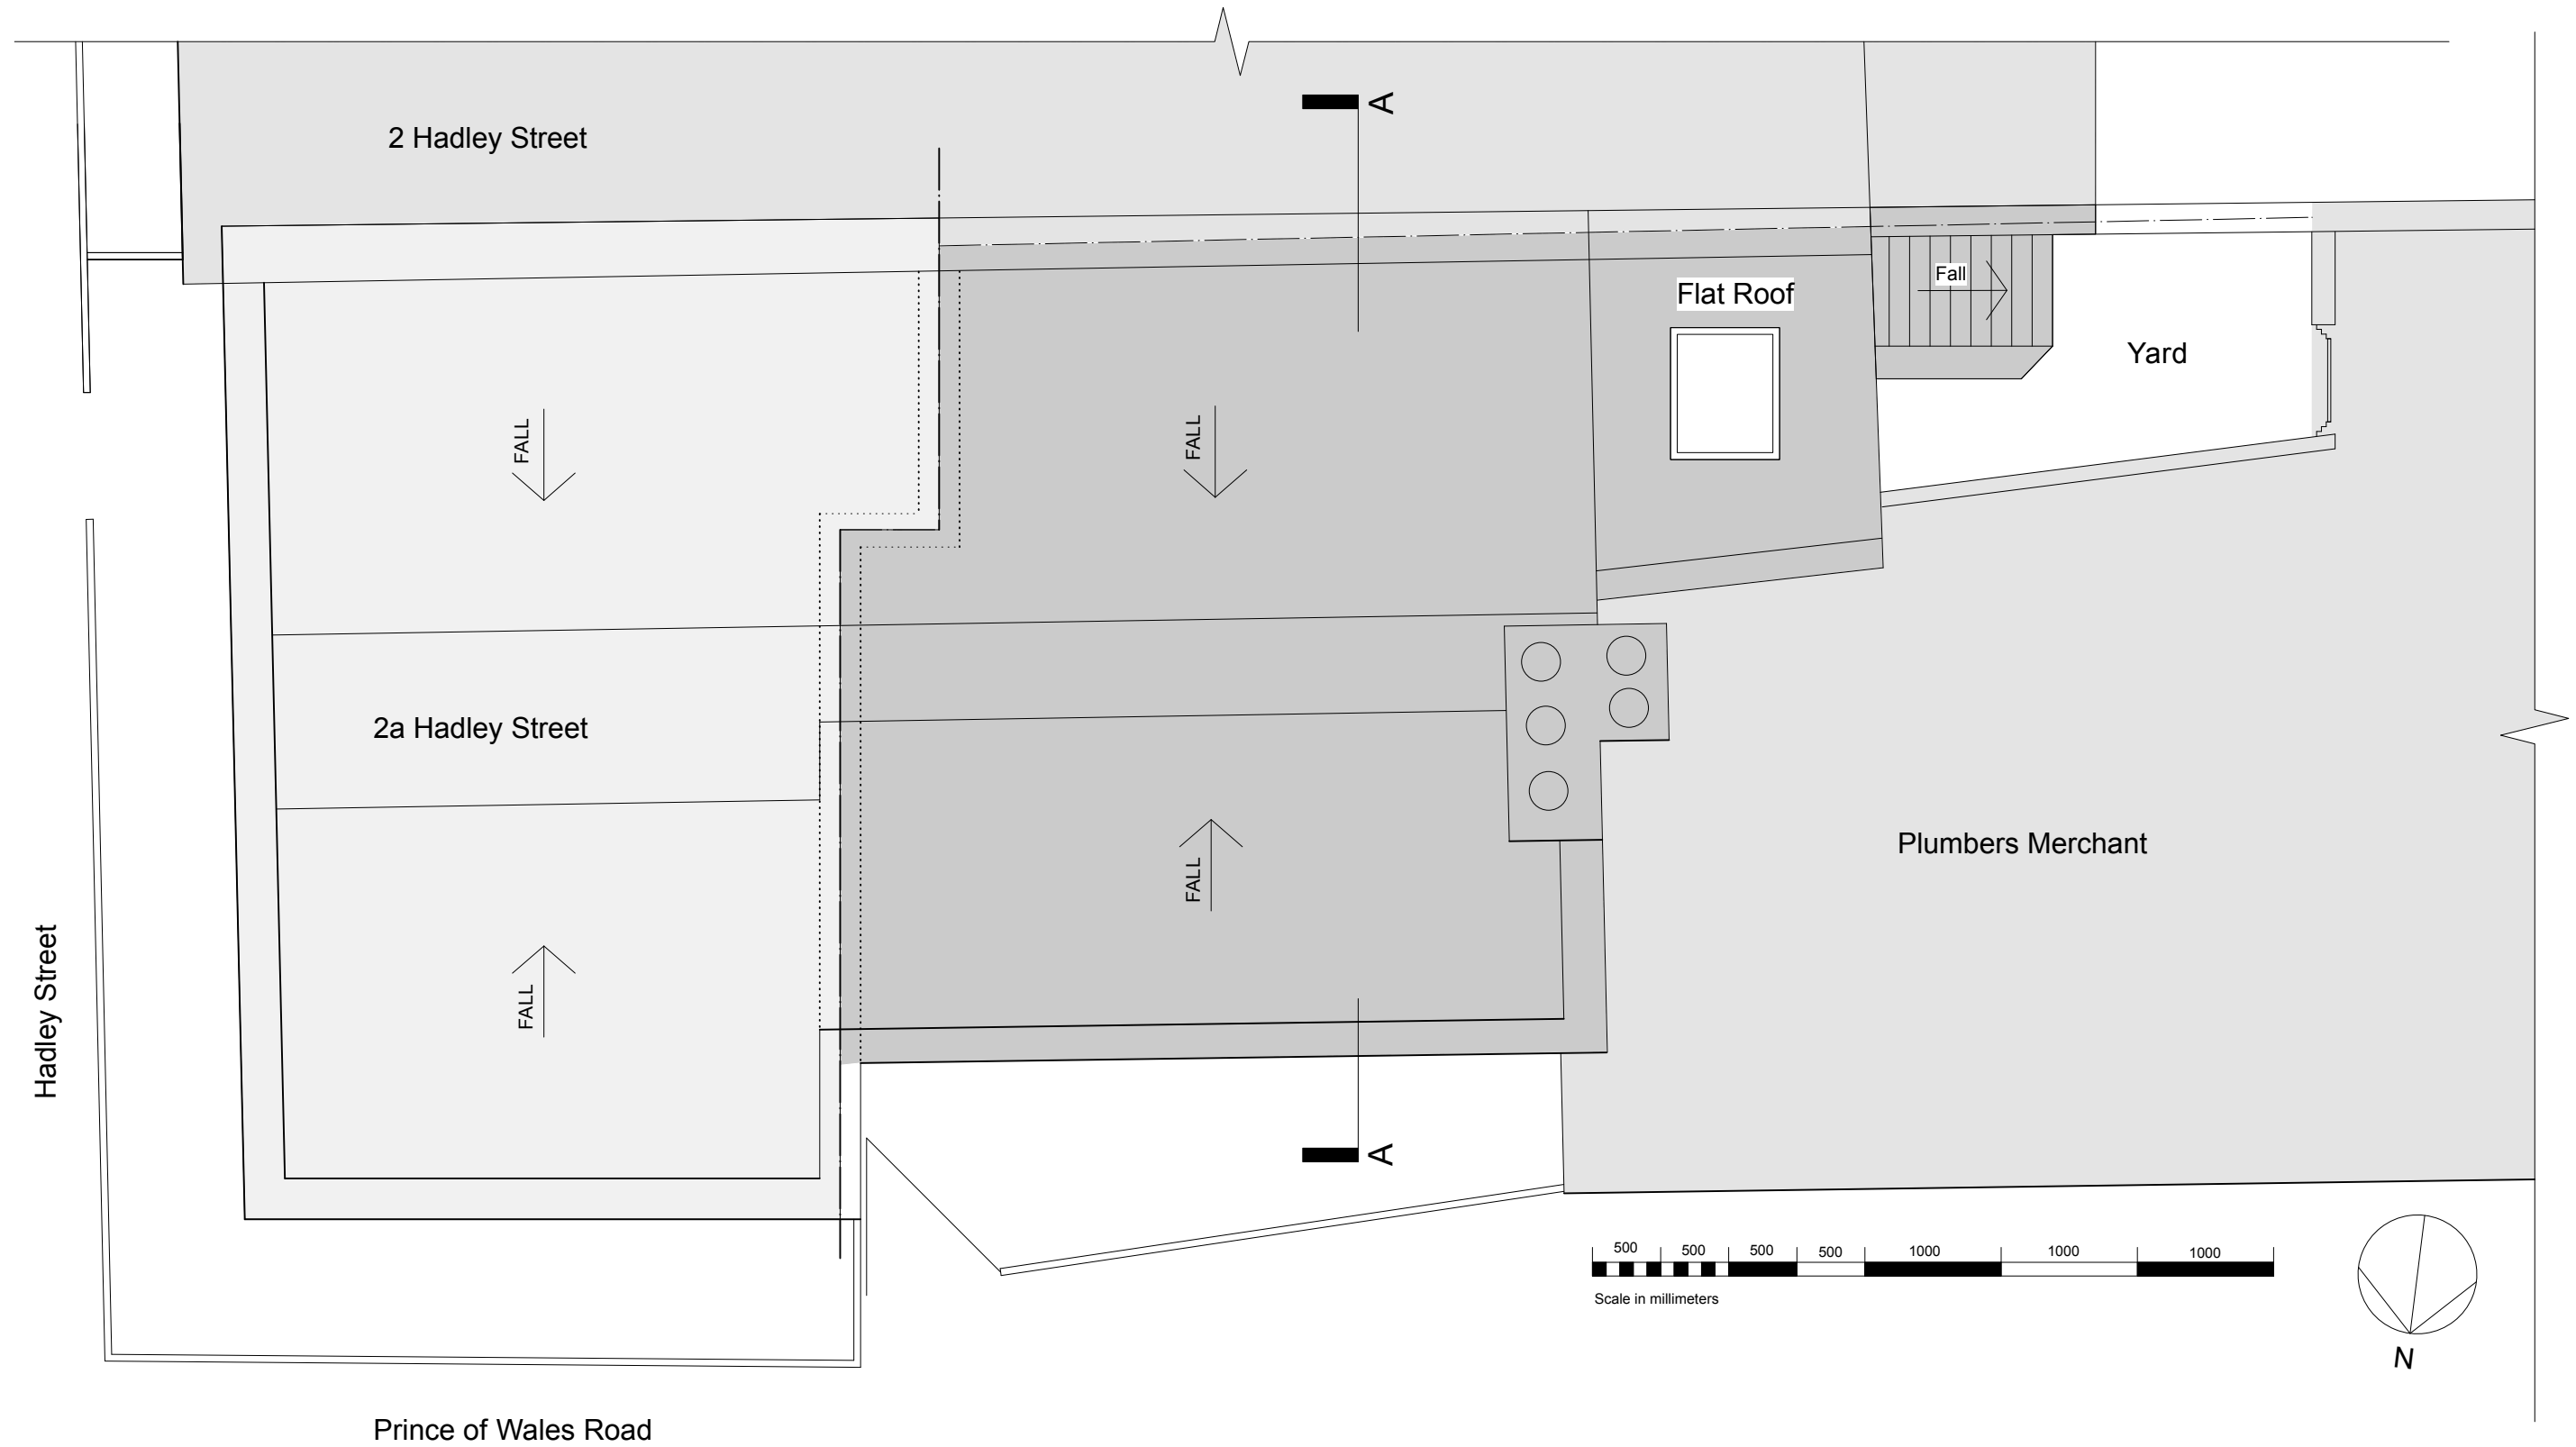 A
2 Hadley Street
Fall
Flat Roof
Yard
FALL
FALL
2a Hadley Street
Plumbers Merchant
FALL
FALL
Hadley Street
A
500
500
500
500
1000
1000
1000
Scale in millimeters
N
Prince of Wales Road